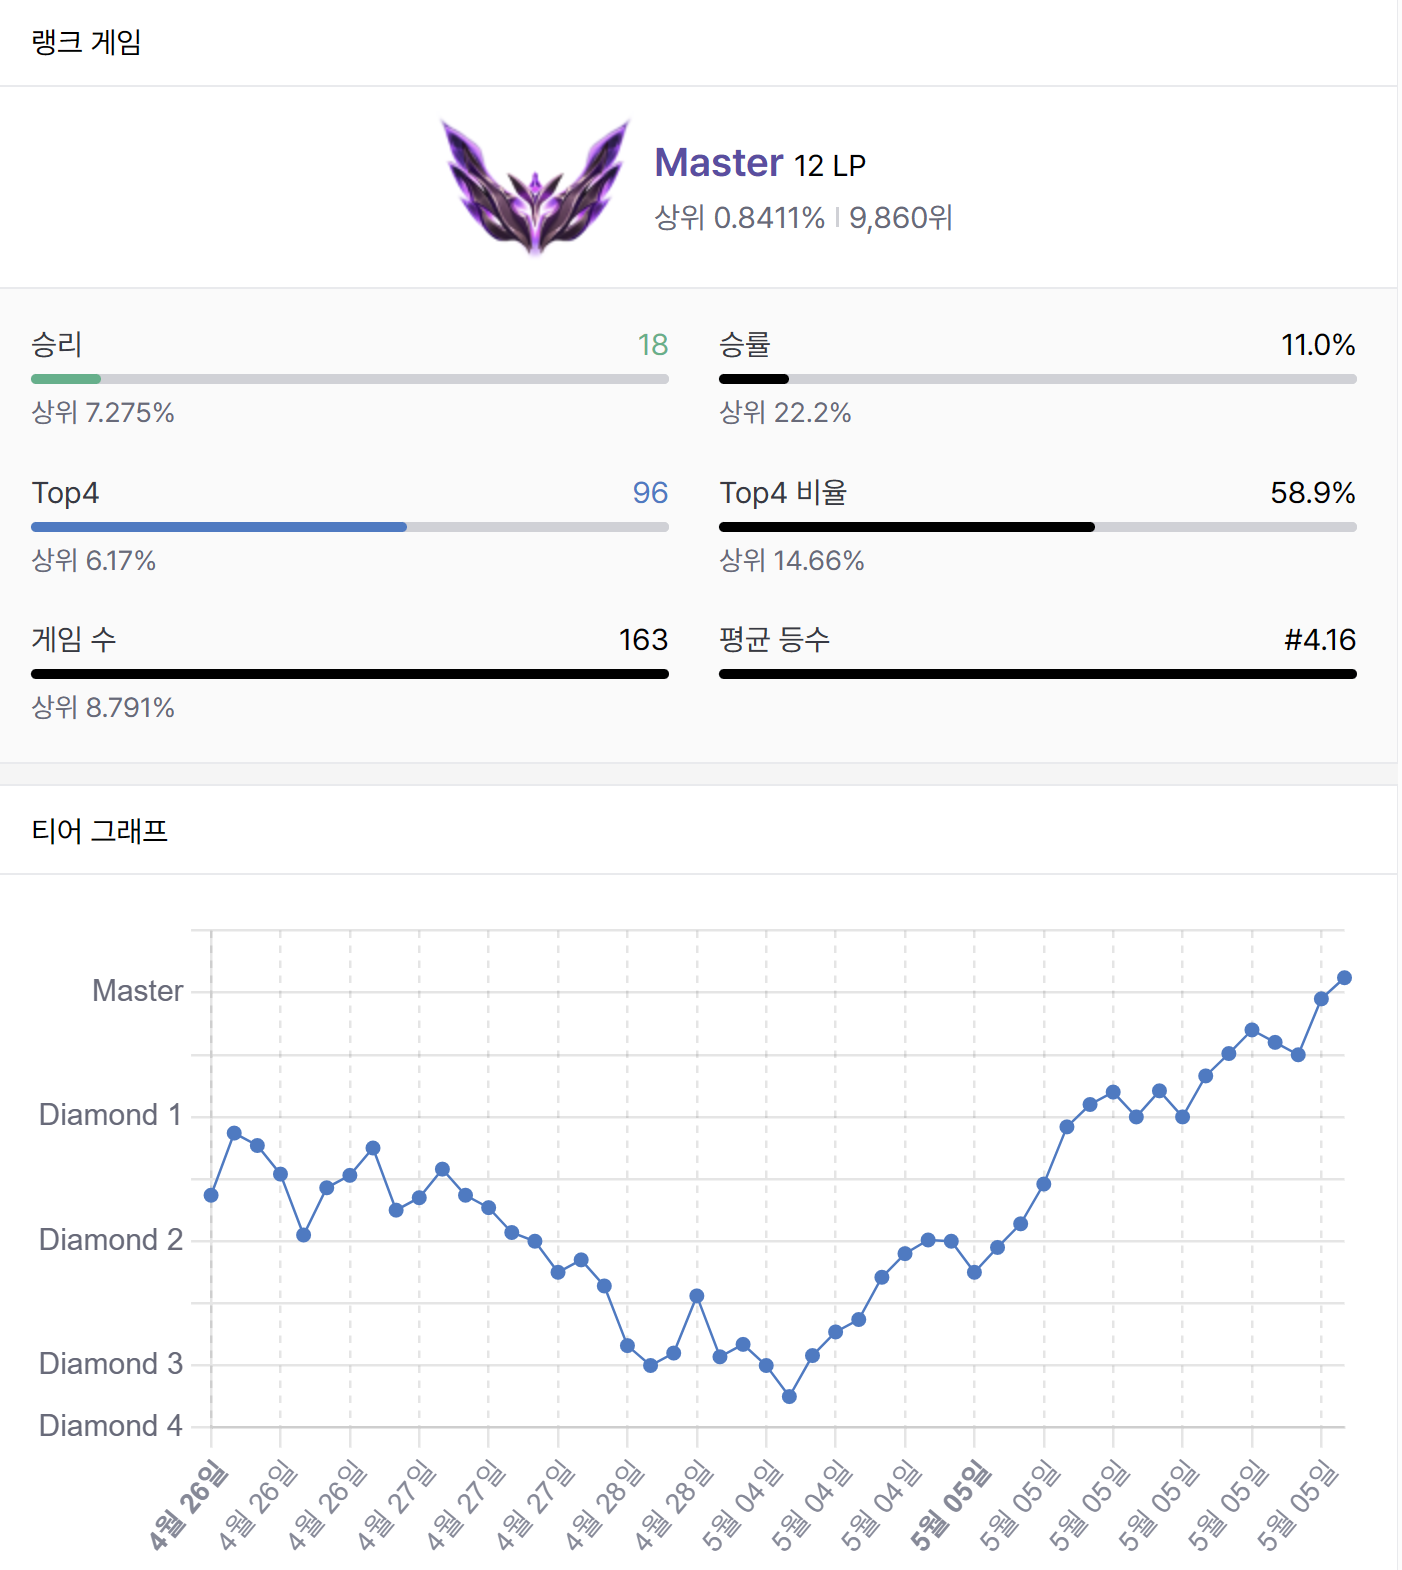 랭크 게임
Master 12 LP
상위 0.8411% | 9,860위
승리 18
승률 11.0%
상위 7.275%
상위 22.2%
Top4 96
Top4 비율 58.9%
상위 6.17%
상위 14.66%
게임 수 163
평균 등수 #4.16
상위 8.791%
티어 그래프
Master
Diamond 1
Diamond 2
Diamond 3
Diamond 4
4월 26일 4월 26일 4월 26일 4월 27일 4월 27일 4월 27일 4월 28일 4월 28일 5월 04일 5월 04일 5월 04일 5월 05일 5월 05일 5월 05일 5월 05일 5월 05일 5월 05일